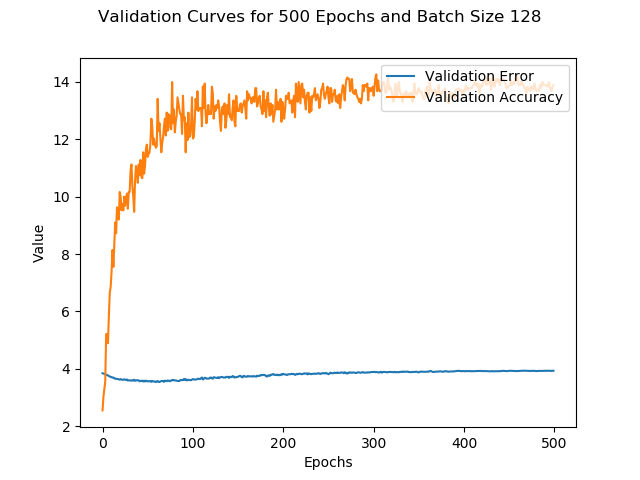 Validation Curves for 500 Epochs and Batch Size 128
Validation Error
Validation Accuracy
14
12
10
8
6
4
2
Value
0 100 200 300 400 500
Epochs